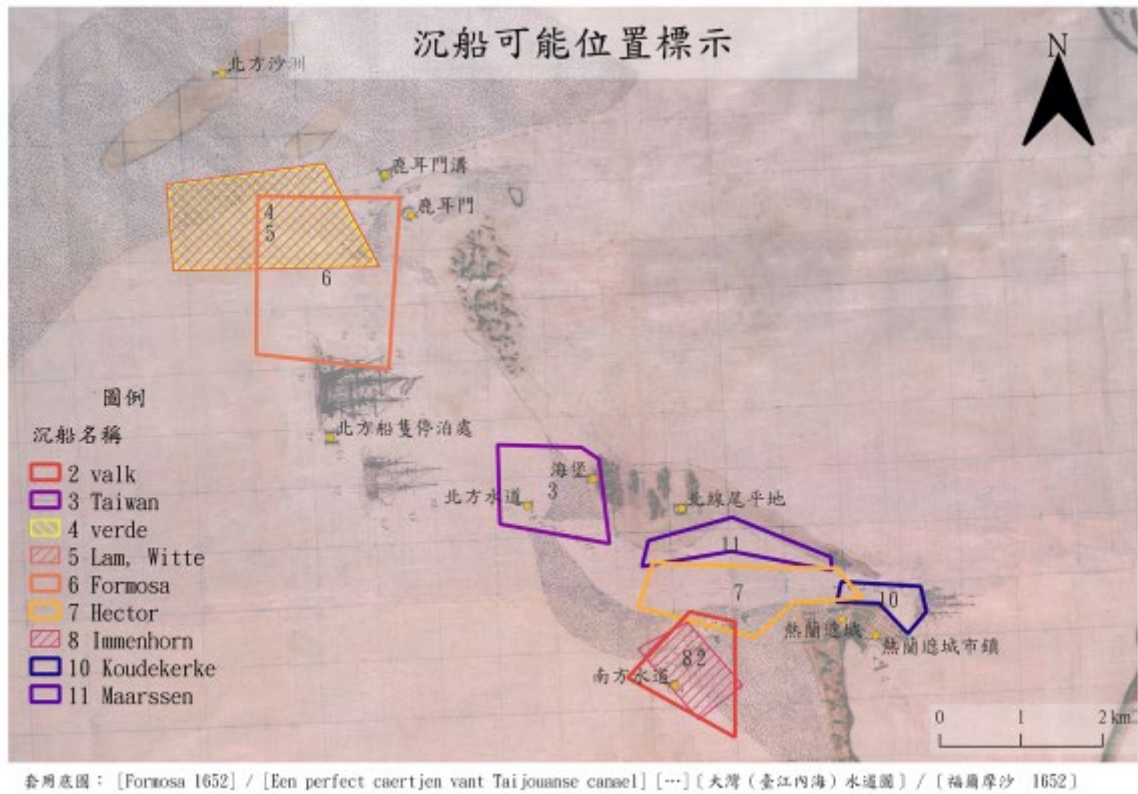 沉船可能位置標示
N
北方沙洲
鹿耳門溝
鹿耳門
4
5
6
圖例
沉船名稱
2 valk
3 Taiwan
4 verde
5 Lam, Witte
6 Formosa
7 Hector
8 Immenhorn
10 Koudekerke
11 Maarssen
北方船隻停泊處
海堡
3
北方水道
北線尾平地
11
7
10
熱蘭遮城
熱蘭遮城市鎮
82
南方水道
0 1 2 km
套用底圖： [Formosa 1652] / [Een perfect caertjen vant Taijouanse canael] […]〔大灣（臺江內海）水道圖〕/〔福爾摩沙 1652〕